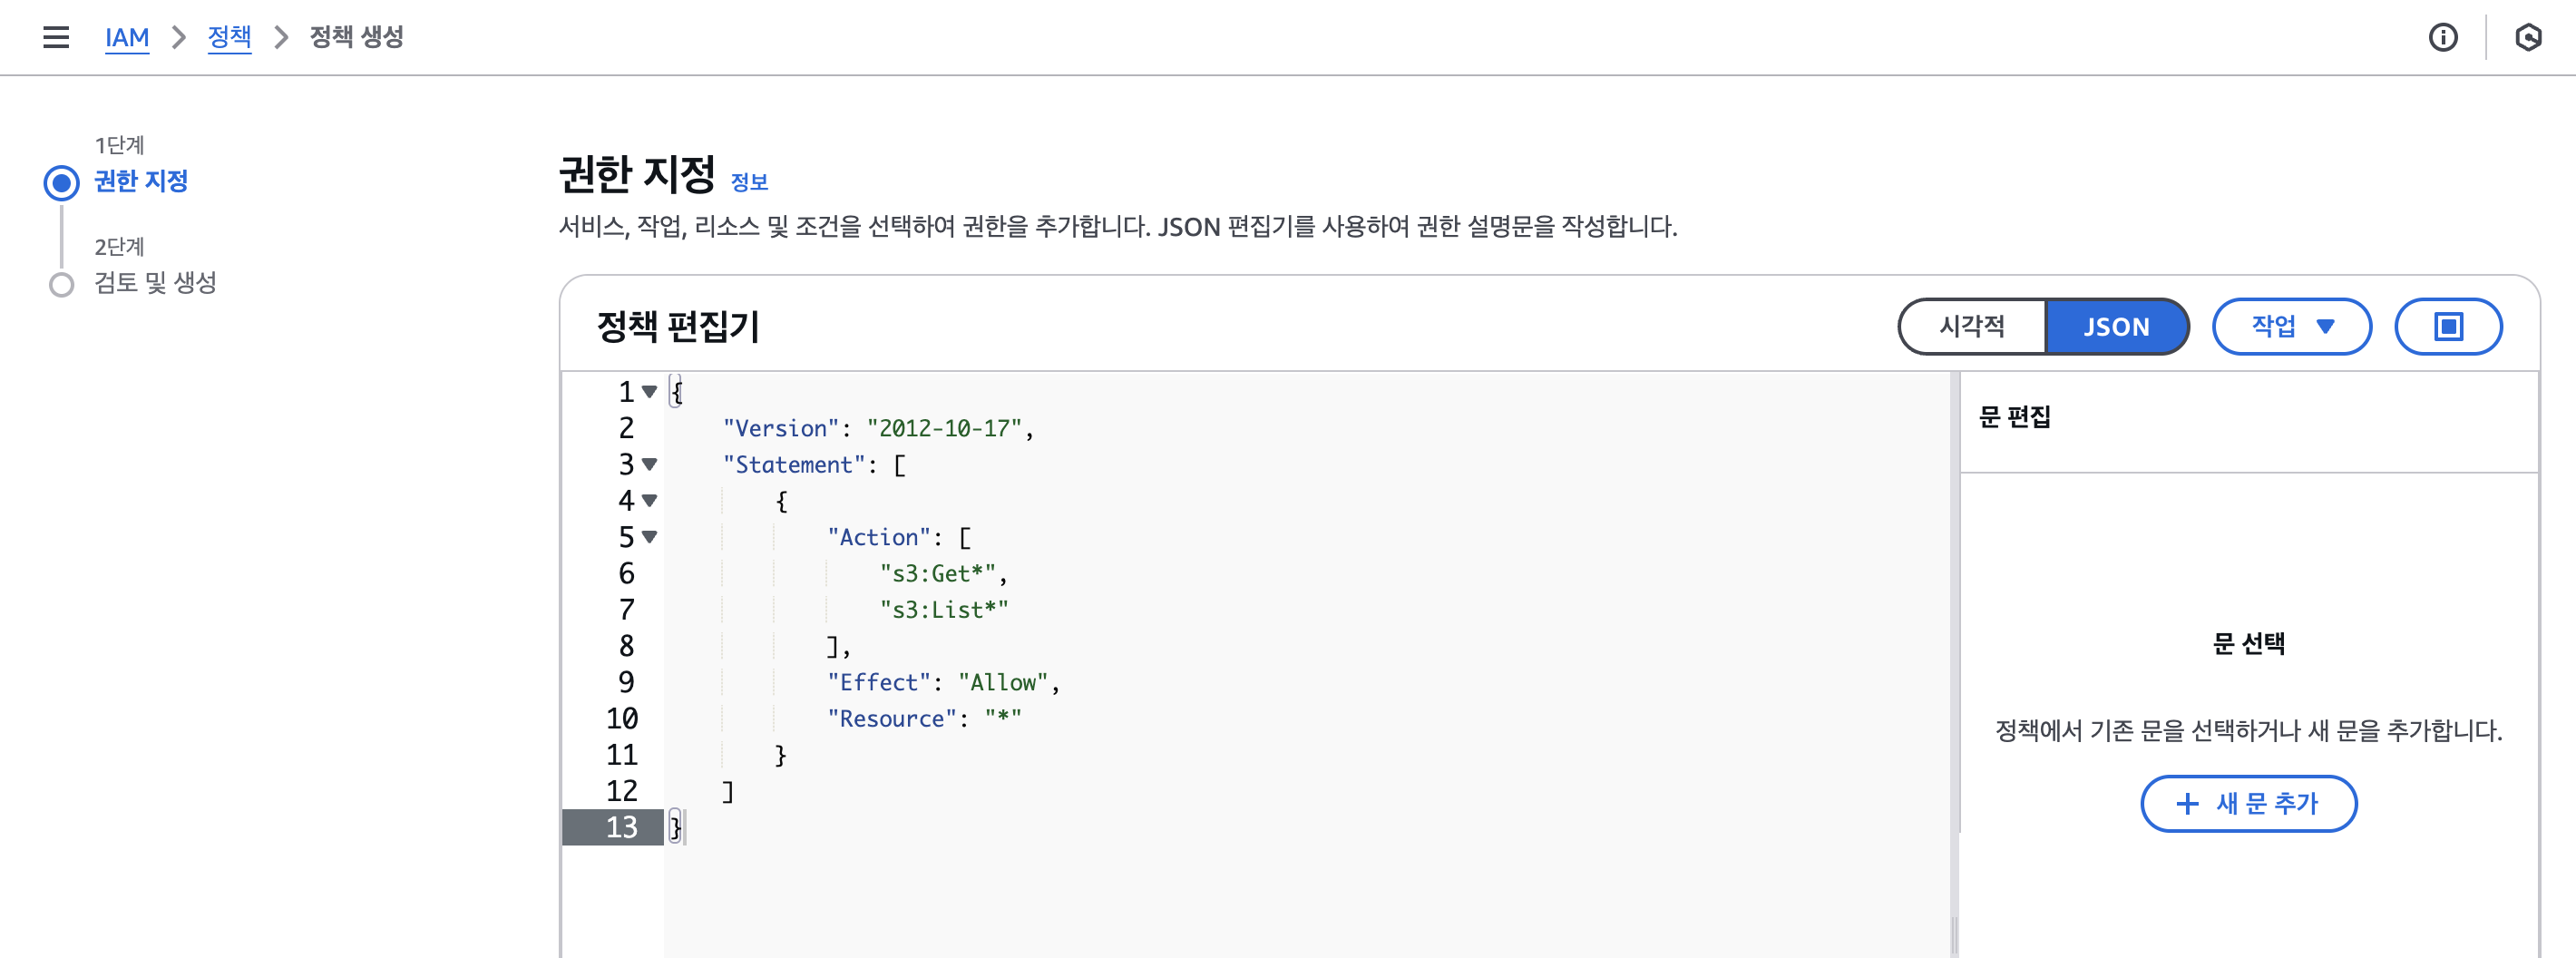 IAM > 정책 > 정책 생성
1단계
권한 지정
2단계
검토 및 생성
권한 지정 정보
서비스, 작업, 리소스 및 조건을 선택하여 권한을 추가합니다. JSON 편집기를 사용하여 권한 설명문을 작성합니다.
정책 편집기
시각적 JSON 작업
1 {
2 "Version": "2012-10-17",
3 "Statement": [
4 {
5 "Action": [
6 "s3:Get*",
7 "s3:List*"
8 ],
9 "Effect": "Allow",
10 "Resource": "*"
11 }
12 ]
13 }
문 편집
문 선택
정책에서 기존 문을 선택하거나 새 문을 추가합니다.
+ 새 문 추가